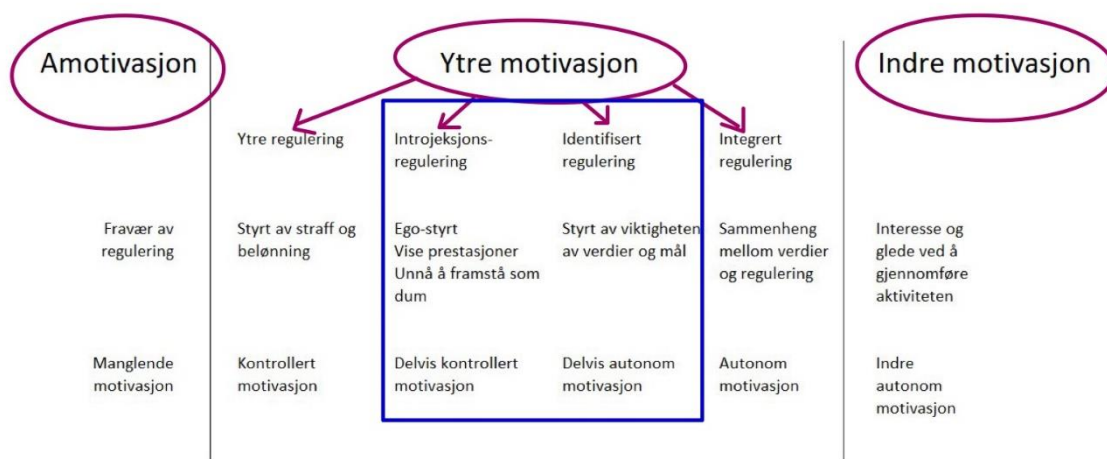 Amotivasjon
Ytre motivasjon
Indre motivasjon
Ytre regulering
Introjeksjons-
regulering
Identifisert
regulering
Integrert
regulering
Fravær av
regulering
Styrt av straff og
belønning
Ego-styrt
Vise prestasjoner
Unnå å framstå som
dum
Styrt av viktigheten
av verdier og mål
Sammenheng
mellom verdier
og regulering
Interesse og
glede ved å
gjennomføre
aktiviteten
Manglende
motivasjon
Kontrollert
motivasjon
Delvis kontrollert
motivasjon
Delvis autonom
motivasjon
Autonom
motivasjon
Indre
autonom
motivasjon